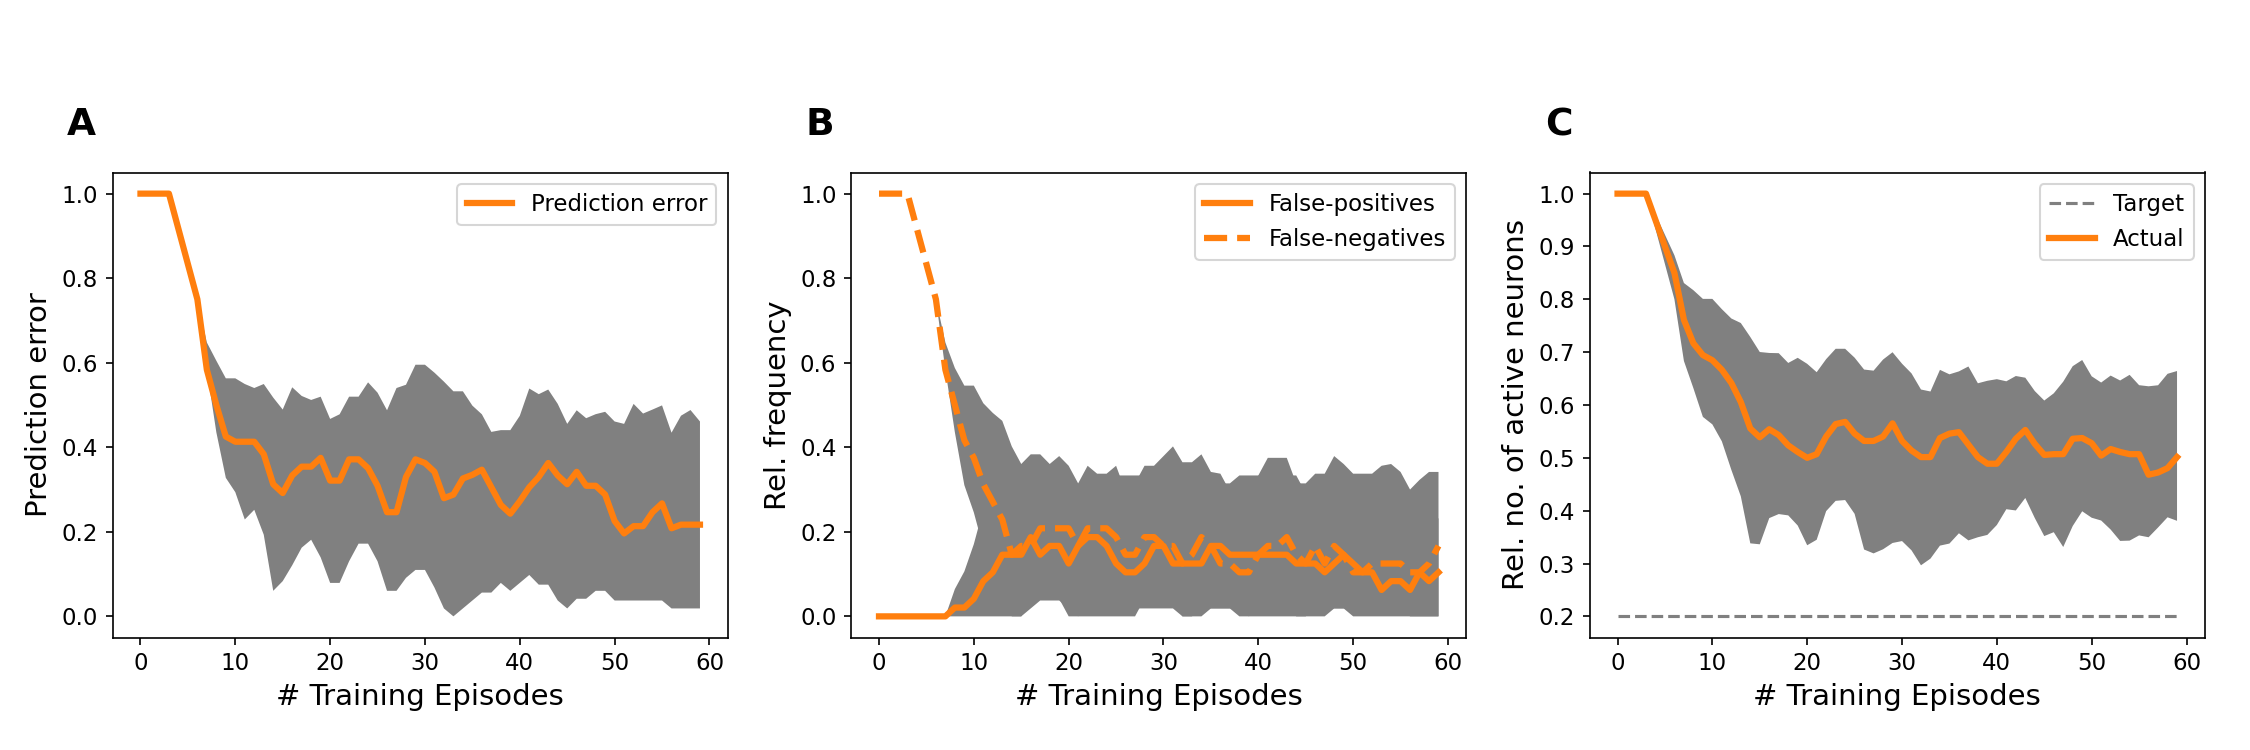 A
B
C
Prediction error
1.0
0.8
0.6
0.4
0.2
0.0
0 10 20 30 40 50 60
# Training Episodes
Prediction error
False-positives
False-negatives
1.0
0.8
0.6
0.4
0.2
0.0
0 10 20 30 40 50 60
# Training Episodes
Rel. frequency
Target
Actual
1.0
0.9
0.8
0.7
0.6
0.5
0.4
0.3
0.2
0 10 20 30 40 50 60
# Training Episodes
Rel. no. of active neurons